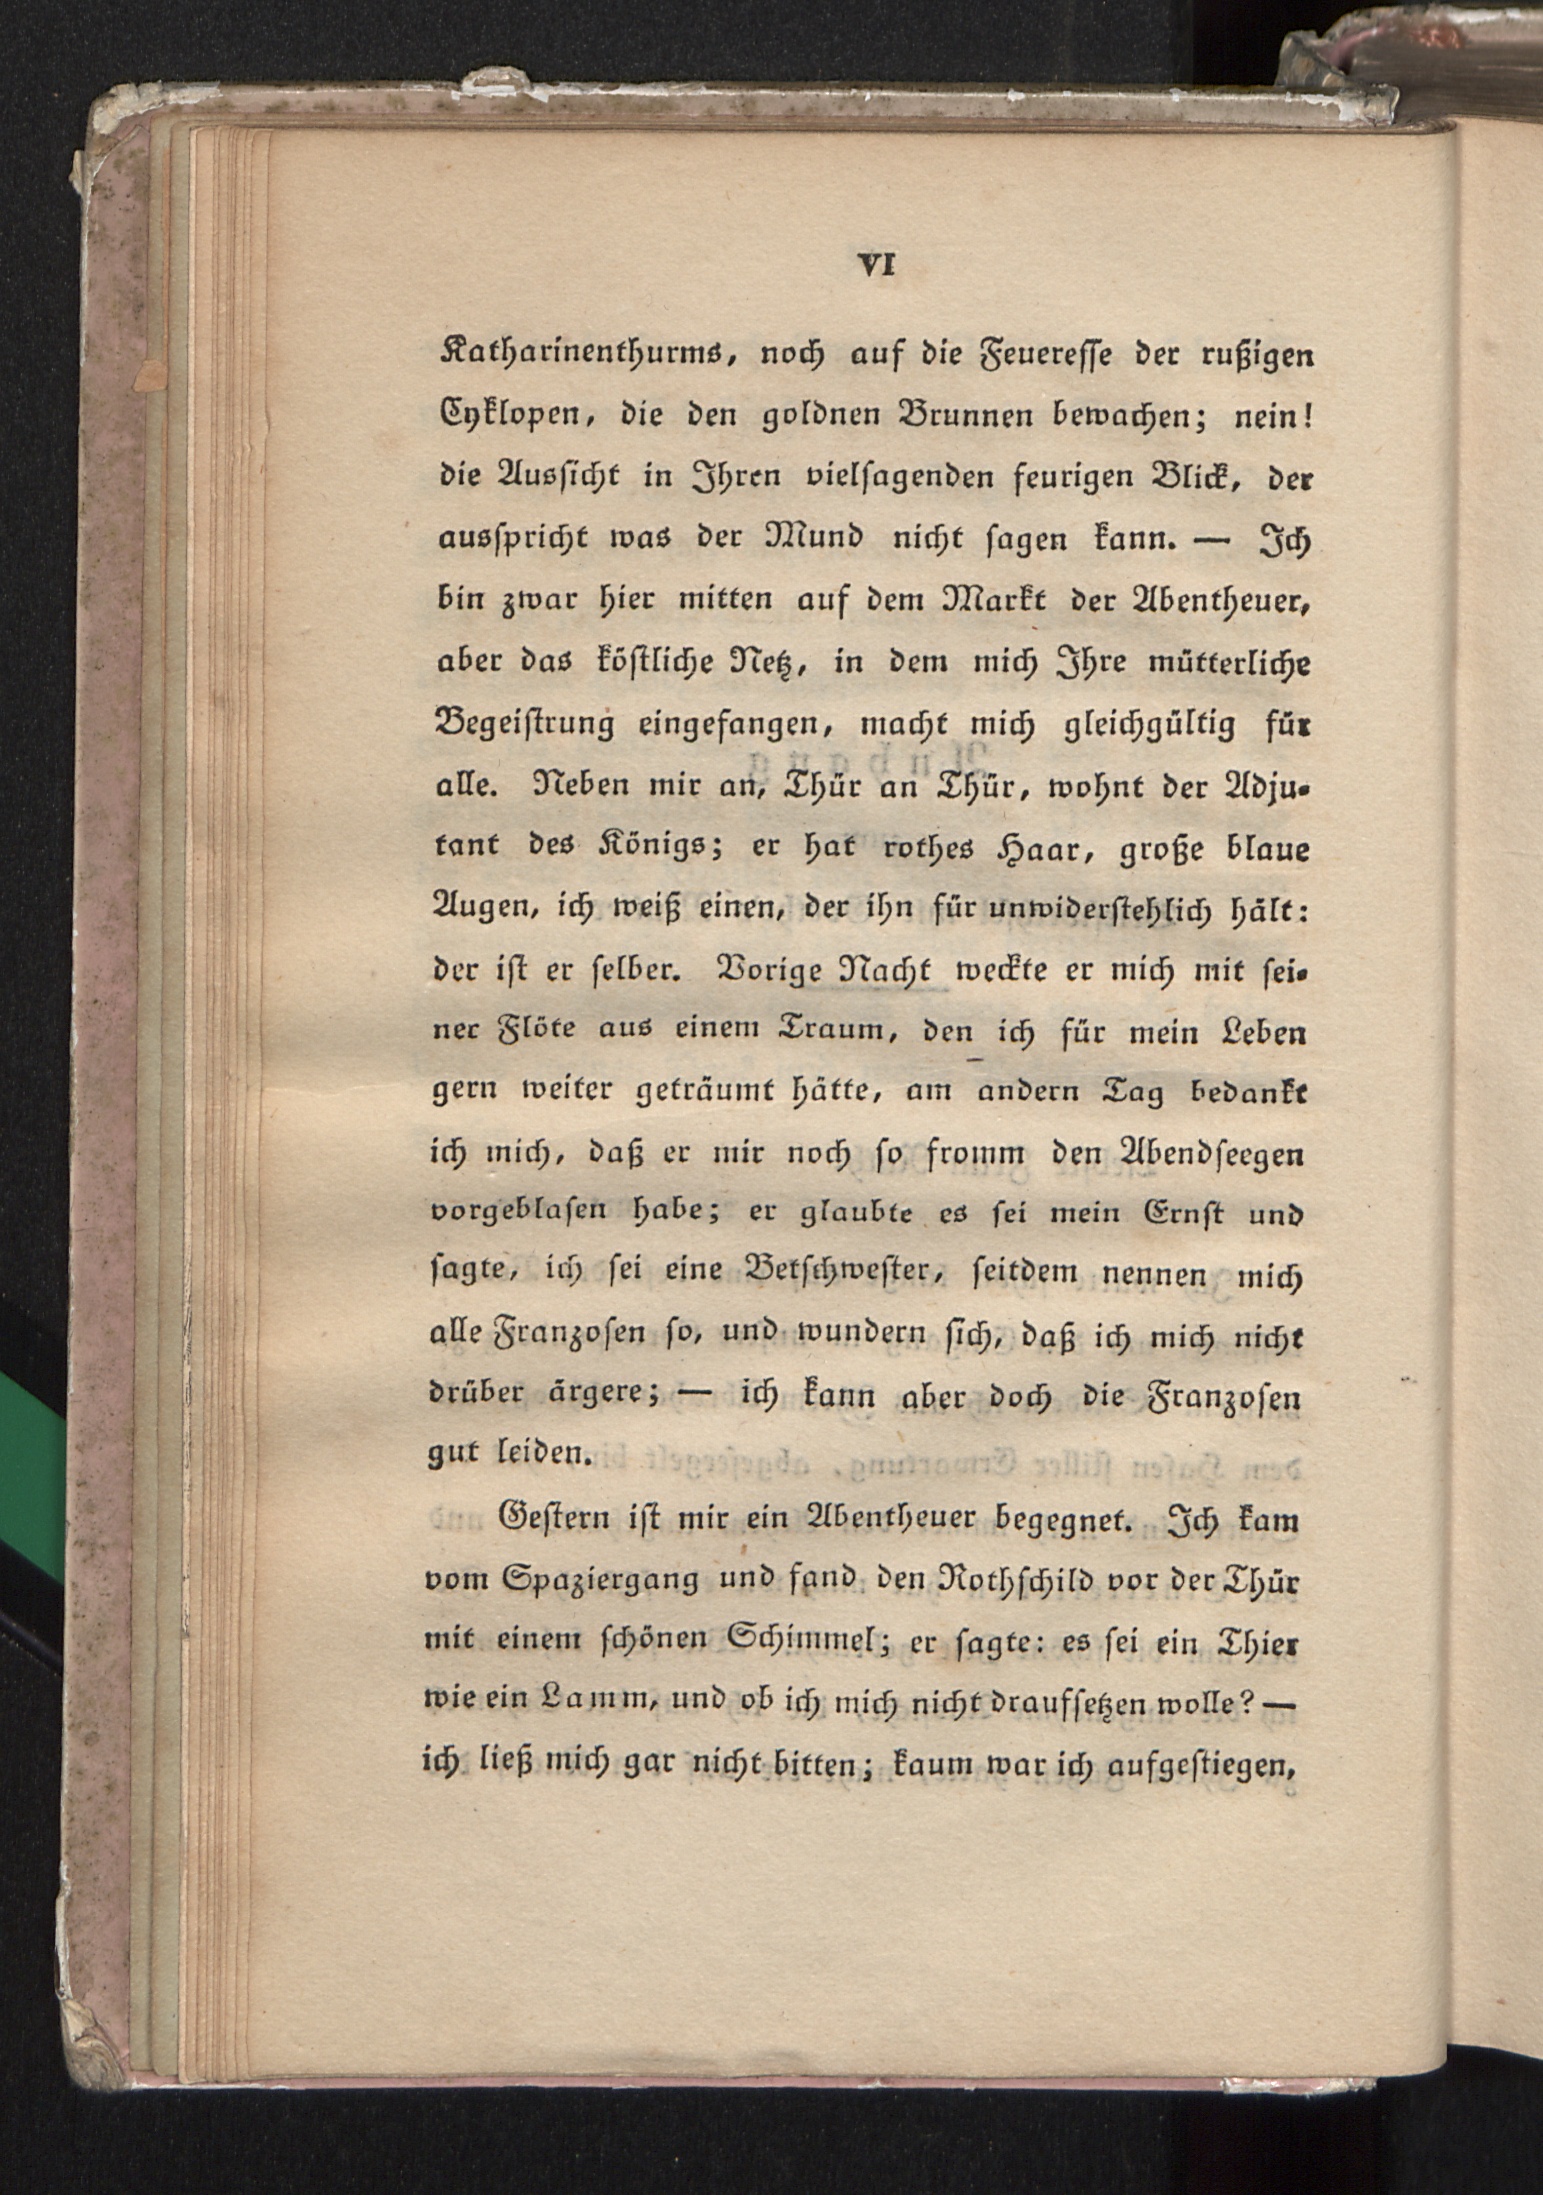 VI
Katharinenthurms, noch auf die Feueresse der rußigen
Cyklopen, die den goldnen Brunnen bewachen; nein!
die Aussicht in Ihren vielsagenden feurigen Blick, der
ausspricht was der Mund nicht sagen kann. — Ich
bin zwar hier mitten auf dem Markt der Abentheuer,
aber das köstliche Netz, in dem mich Ihre mütterliche
Begeistrung eingefangen, macht mich gleichgültig für
alle. Neben mir an, Thür an Thür, wohnt der Adju-
tant des Königs; er hat rothes Haar, große blaue
Augen, ich weiß einen, der ihn für unwiderstehlich hält:
der ist er selber. Vorige Nacht weckte er mich mit sei-
ner Flöte aus einem Traum, den ich für mein Leben
gern weiter geträumt hätte, am andern Tag bedankt
ich mich, daß er mir noch so fromm den Abendseegen
vorgeblasen habe; er glaubte es sei mein Ernst und
sagte, ich sei eine Betschwester, seitdem nennen mich
alle Franzosen so, und wundern sich, daß ich mich nicht
drüber ärgere; — ich kann aber doch die Franzosen
gut leiden.
Gestern ist mir ein Abentheuer begegnet. Ich kam
vom Spaziergang und fand den Rothschild vor der Thür
mit einem schönen Schimmel; er sagte: es sei ein Thier
wie ein Lamm, und ob ich mich nicht draufsetzen wolle? —
ich ließ mich gar nicht bitten; kaum war ich aufgestiegen,